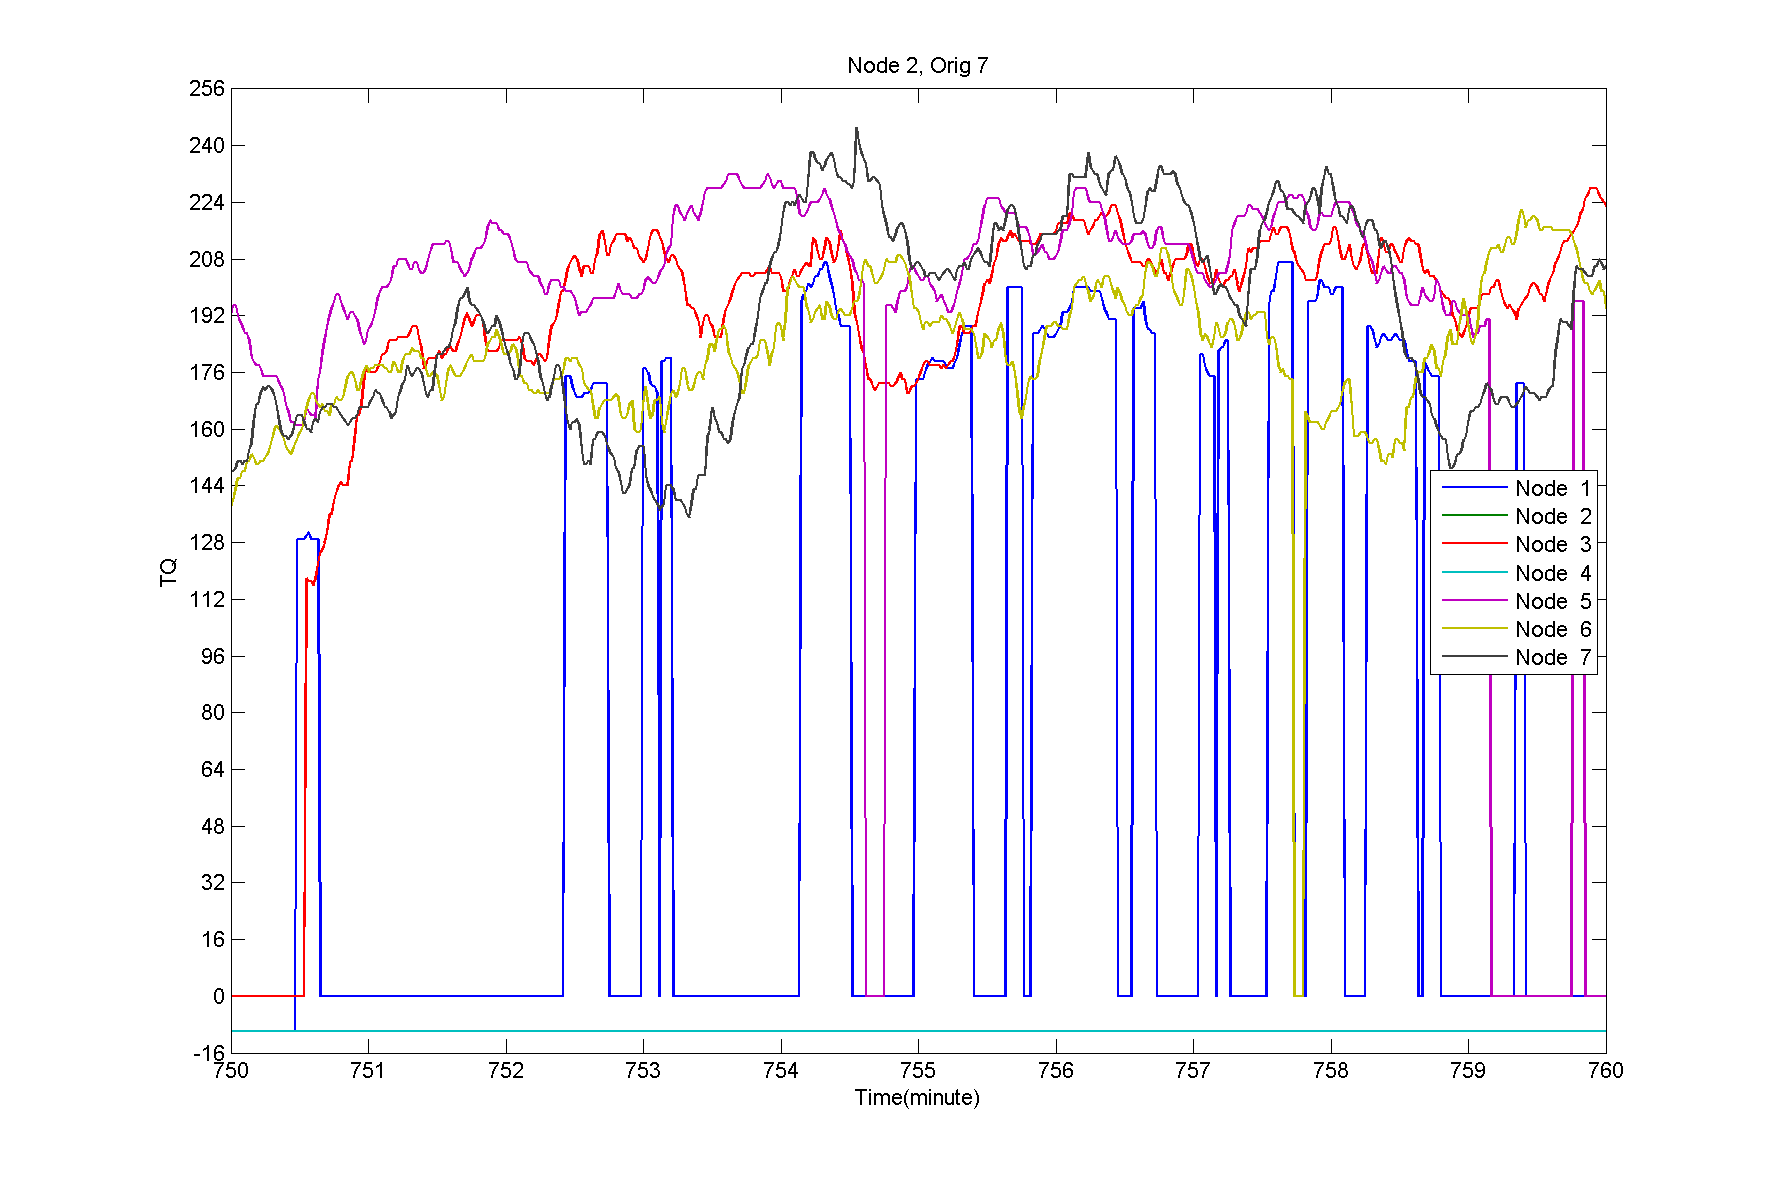 Node 2, Orig 7
256
240
224
208
192
176
160
144
128
112
96
80
64
48
32
16
0
-16
TQ
Node 1
Node 2
Node 3
Node 4
Node 5
Node 6
Node 7
750 751 752 753 754 755 756 757 758 759 760
Time(minute)